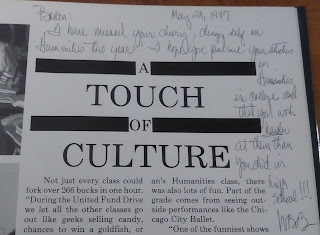 May 28, 1987
I have missed your cheery, clingy self in
Humanities this year. I hope you pursue your studies
in
Humanities
in college and
that you work
harder
at them than
you did in
high
school!!!
A
TOUCH
OF
CULTURE
Not just every class could
fork over 266 bucks in one hour.
"During the United Fund Drive
we let all the other classes go
out like geeks selling candy,
chances to win a goldfish, or
an's Humanities class, there
was also lots of fun. Part of the
grade comes from seeing out-
side performances like the Chi-
cago City Ballet.
"One of the funniest shows